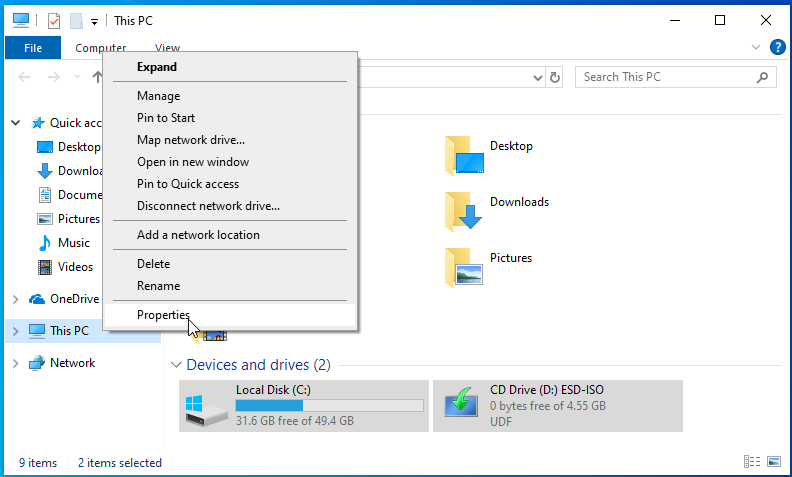 This PC
File
Computer
View
Search This PC
Expand
Manage
Pin to Start
Map network drive...
Open in new window
Pin to Quick access
Disconnect network drive...
Add a network location
Delete
Rename
Properties
Quick acc
Desktop
Downloa
Docume
Pictures
Music
Videos
OneDrive
This PC
Network
Desktop
Downloads
Pictures
Devices and drives (2)
Local Disk (C:)
31.6 GB free of 49.4 GB
CD Drive (D:) ESD-ISO
0 bytes free of 4.55 GB
UDF
9 items
2 items selected